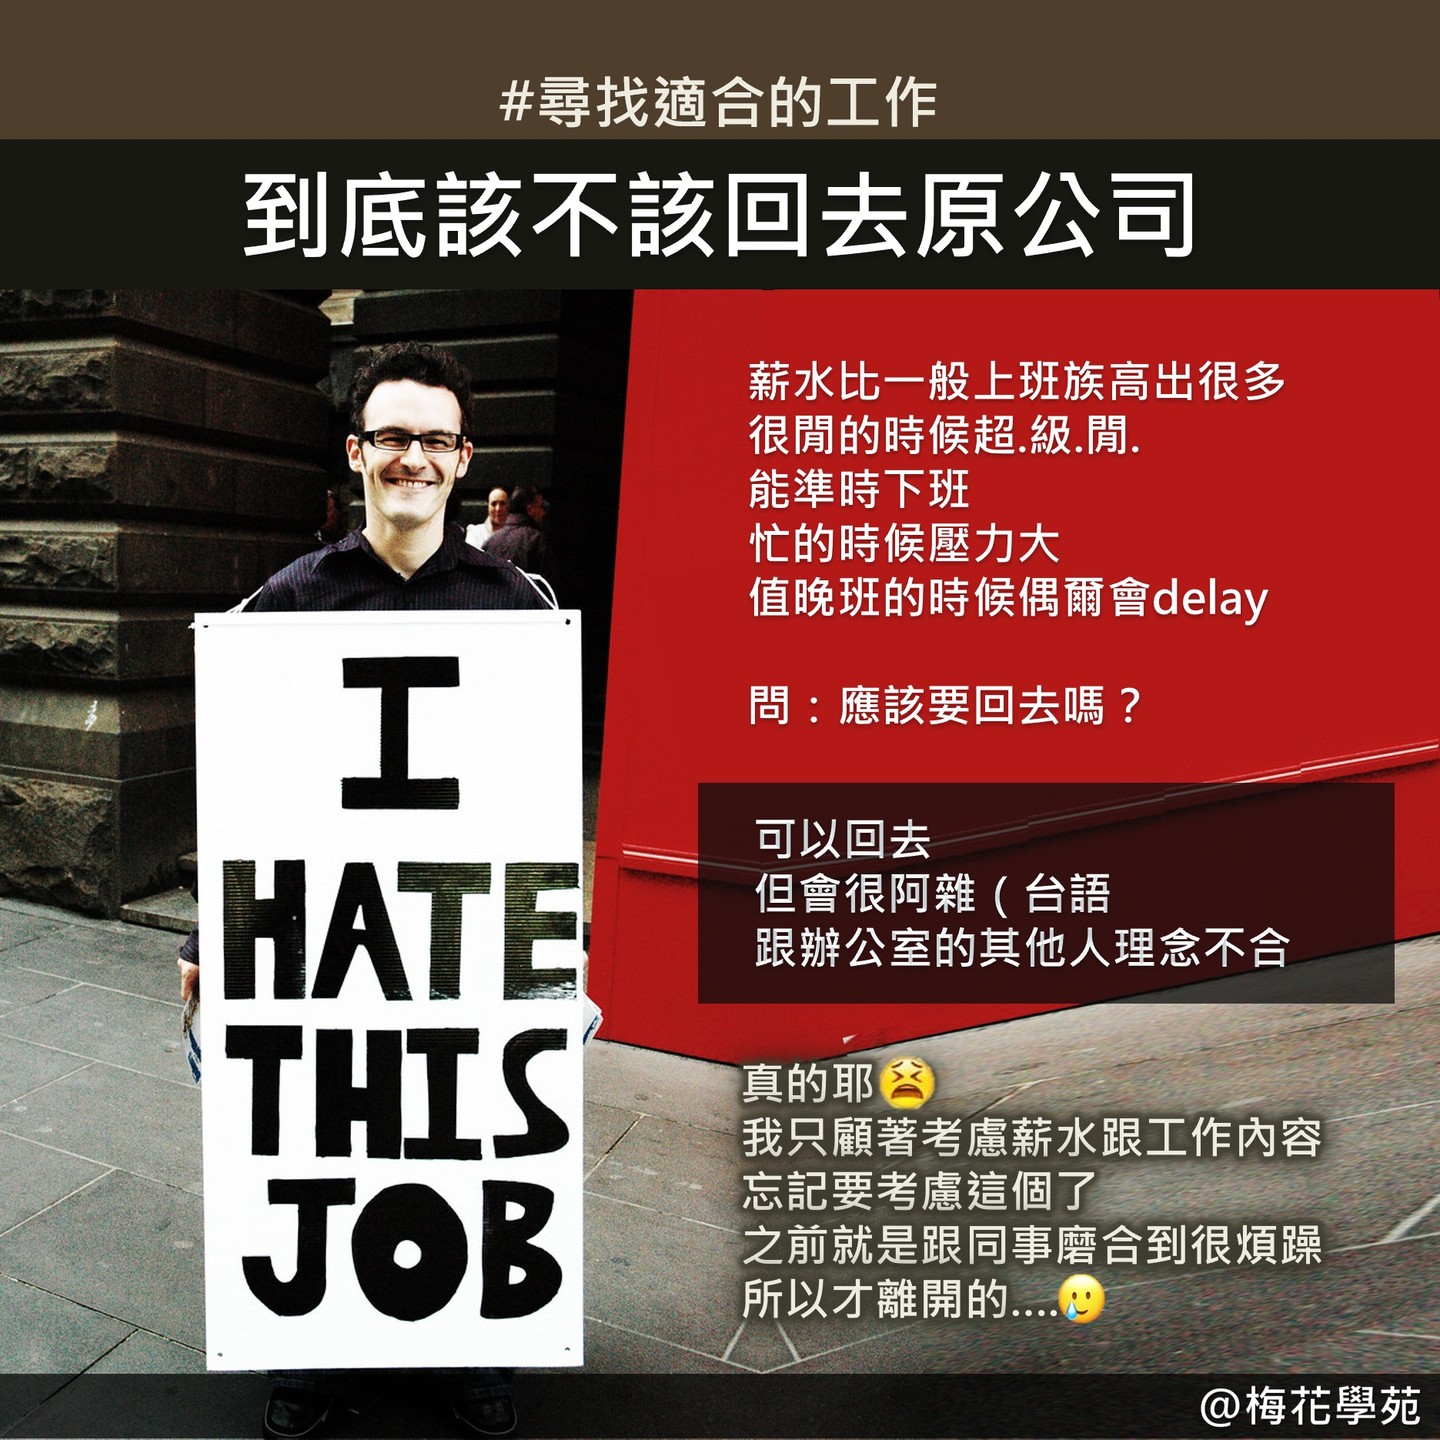 #尋找適合的工作
到底該不該回去原公司
薪水比一般上班族高出很多
很閒的時候超.級.閒.
能準時下班
忙的時候壓力大
值晚班的時候偶爾會delay
問：應該要回去嗎？
可以回去
但會很阿雜（台語
跟辦公室的其他人理念不合
真的耶😫
我只顧著考慮薪水跟工作內容
忘記要考慮這個了
之前就是跟同事磨合到很煩躁
所以才離開的....🥲
I
HATE
THIS
JOB
@梅花學苑